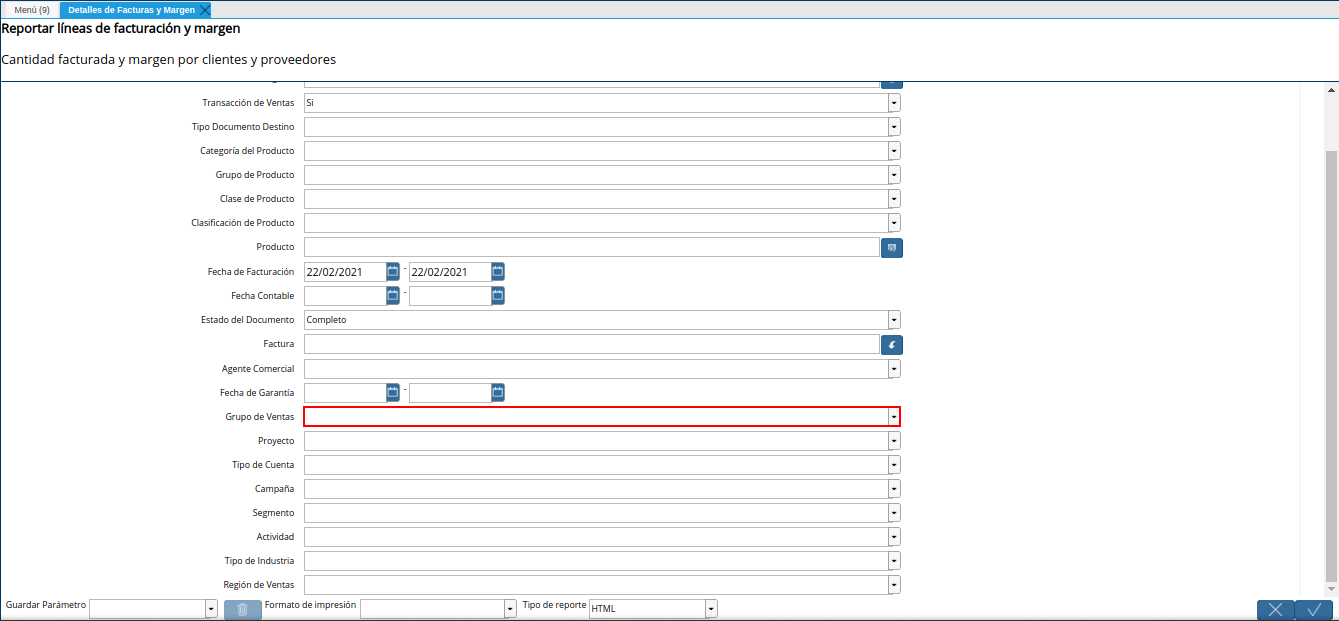 Menú (9)
Detalles de Facturas y Margen
Reportar líneas de facturación y margen
Cantidad facturada y margen por clientes y proveedores
Transacción de Ventas Si
Tipo Documento Destino
Categoría del Producto
Grupo de Producto
Clase de Producto
Clasificación de Producto
Producto
Fecha de Facturación 22/02/2021 - 22/02/2021
Fecha Contable -
Estado del Documento Completo
Factura
Agente Comercial
Fecha de Garantía -
Grupo de Ventas
Proyecto
Tipo de Cuenta
Campaña
Segmento
Actividad
Tipo de Industria
Región de Ventas
Guardar Parámetro Formato de impresión Tipo de reporte HTML